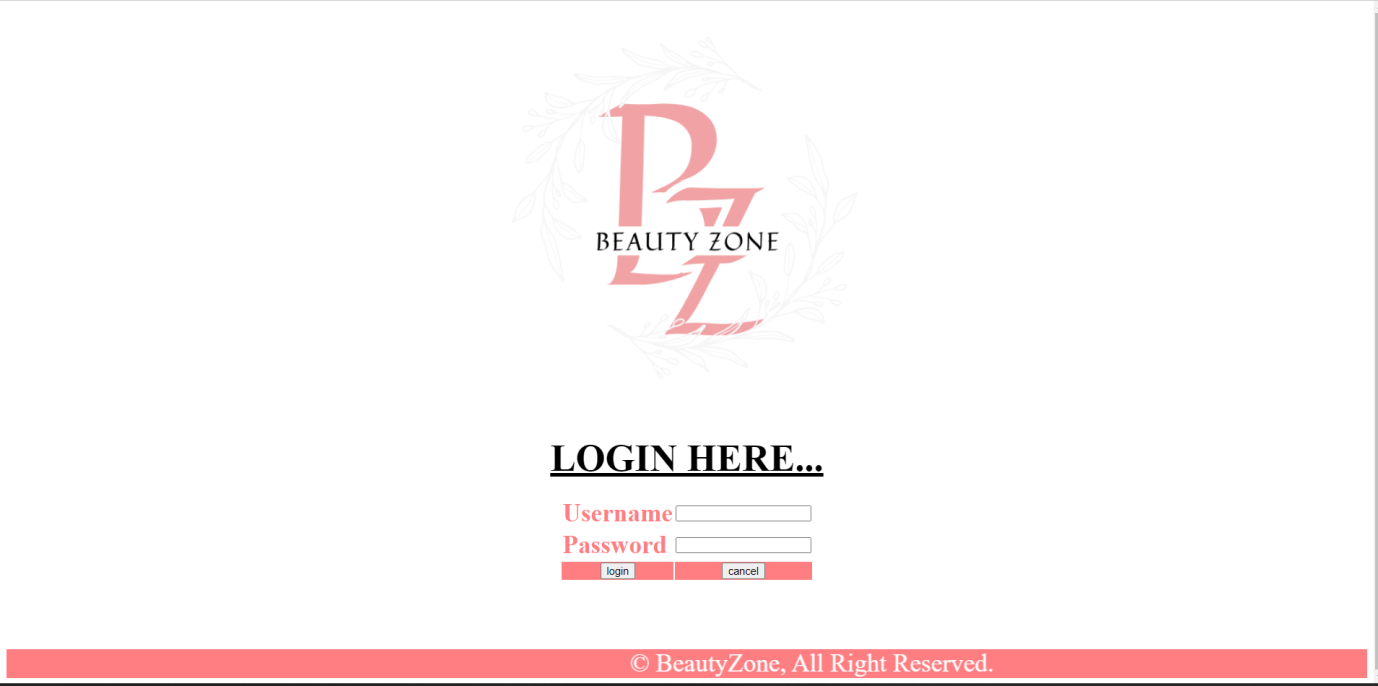 BZ
BEAUTY ZONE
LOGIN HERE...
Username
Password
login cancel
© BeautyZone, All Right Reserved.